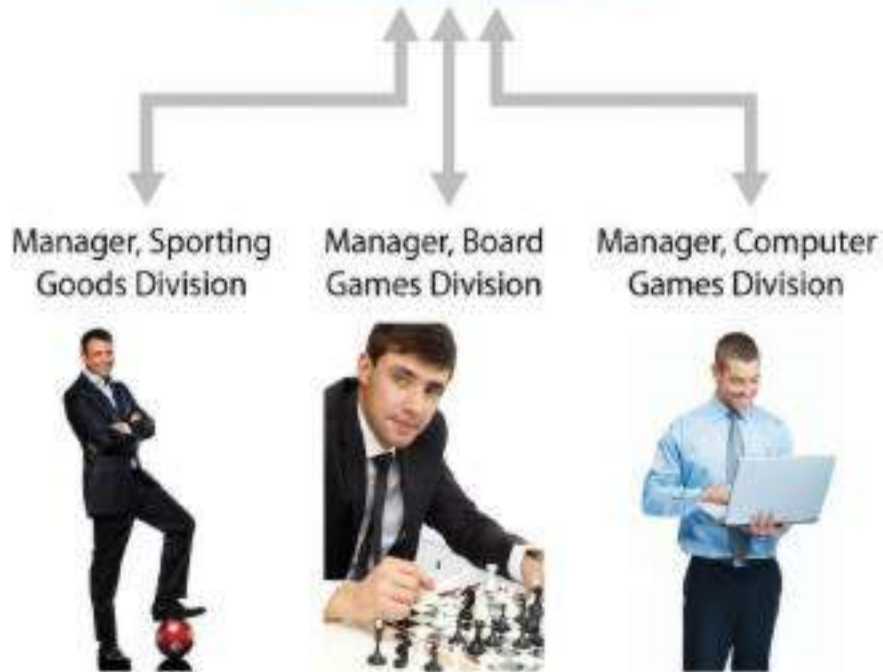 Manager, Sporting
Goods Division
Manager, Board
Games Division
Manager, Computer
Games Division